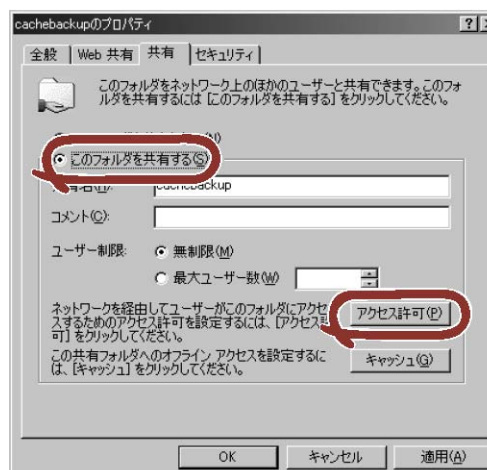 cachebackupのプロパティ
全般 Web 共有 共有 セキュリティ
このフォルダをネットワーク上のほかのユーザーと共有できます。このフォ
ルダを共有するには [このフォルダを共有する] をクリックしてください。
このフォルダを共有する(S)
cachebackup
コメント(C):
ユーザー制限: 無制限(M)
最大ユーザー数(W)
ネットワークを経由してユーザーがこのフォルダにアクセ
スするためのアクセス許可を設定するには、[アクセス許
可] をクリックしてください。
アクセス許可(P)
この共有フォルダへのオフライン アクセスを設定するに
は、[キャッシュ] をクリックしてください。
キャッシュ(G)
OK キャンセル 適用(A)